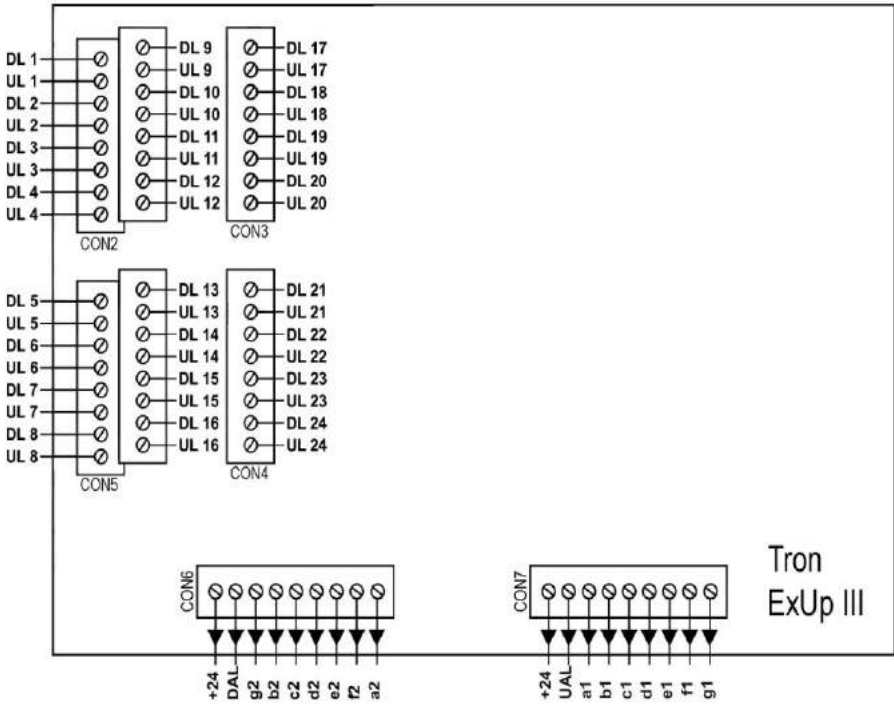 DL 1
UL 1
DL 2
UL 2
DL 3
UL 3
DL 4
UL 4
CON2
DL 9
UL 9
DL 10
UL 10
DL 11
UL 11
DL 12
UL 12
DL 17
UL 17
DL 18
UL 18
DL 19
UL 19
DL 20
UL 20
CON3
DL 5
UL 5
DL 6
UL 6
DL 7
UL 7
DL 8
UL 8
CON5
DL 13
UL 13
DL 14
UL 14
DL 15
UL 15
DL 16
UL 16
DL 21
UL 21
DL 22
UL 22
DL 23
UL 23
DL 24
UL 24
CON4
CON6
+24
DAL
g2
b2
c2
d2
e2
f2
a2
CON7
+24
UAL
a1
b1
c1
d1
e1
f1
g1
Tron
ExUp III